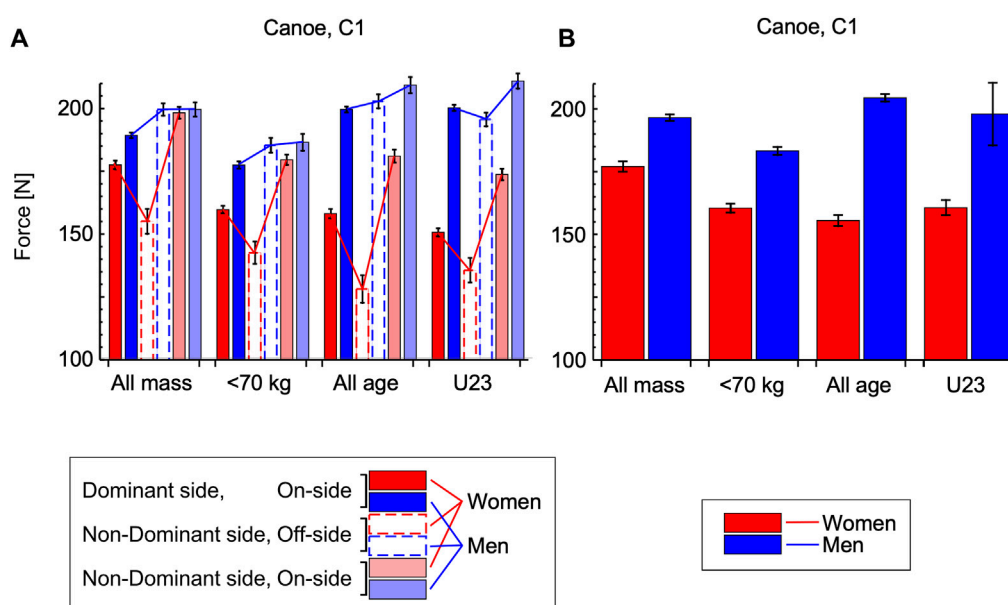 A
Canoe, C1
Force [N]
200
150
100
All mass
<70 kg
All age
U23
B
Canoe, C1
200
150
100
All mass
<70 kg
All age
U23
Dominant side, On-side
Women
Non-Dominant side, Off-side
Men
Non-Dominant side, On-side
Women
Men